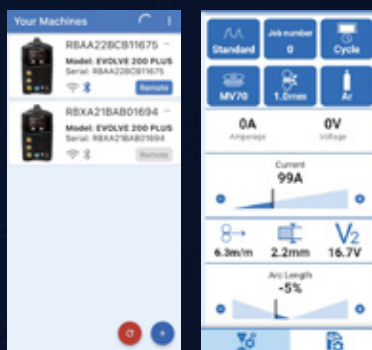 Your Machines
RBAA228CB11675
Model: EVOLVE 200 PLUS
Serial: RBAA228CB11675
Remote
RBXA21BAB01694
Model: EVOLVE 200 PLUS
Serial: RBXA21BAB01694
Remote
Standard
Job number
0
Cycle
MV70
1.0mm
Ar
0A
Amperage
0V
Voltage
Current
99A
6.3m/m
2.2mm
V2
16.7V
Arc Length
-5%